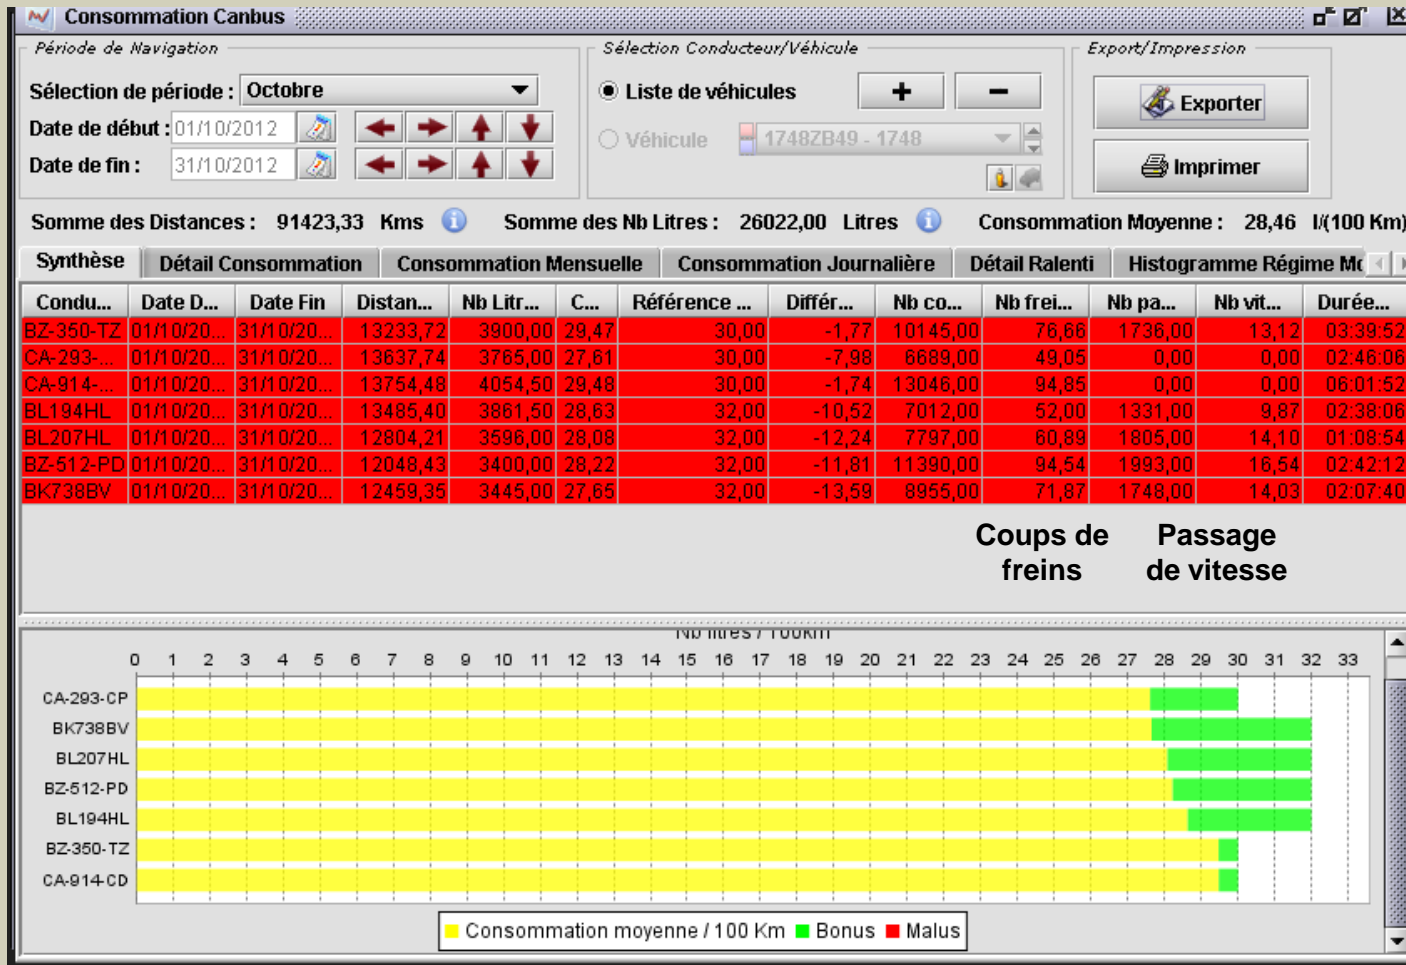 Consommation Canbus
Période de Navigation
Sélection Conducteur/Véhicule
Export/Impression
Sélection de période : Octobre
Liste de véhicules + −
Exporter
Date de début : 01/10/2012
Véhicule 1748ZB49 - 1748
Date de fin : 31/10/2012
Imprimer
Somme des Distances : 91423,33 Kms Somme des Nb Litres : 26022,00 Litres Consommation Moyenne : 28,46 l/(100 Km)
Synthèse Détail Consommation Consommation Mensuelle Consommation Journalière Détail Ralenti Histogramme Régime
Condu... Date D... Date Fin Distan... Nb Litr... C... Référence ... Différ... Nb co... Nb frei... Nb pa... Nb vit... Durée...
BZ-350-TZ 01/10/20... 31/10/20... 13233,72 3900,00 29,47 30,00 -1,77 10145,00 76,66 1736,00 13,12 03:39:52
CA-293-... 01/10/20... 31/10/20... 13637,74 3765,00 27,61 30,00 -7,98 6689,00 49,05 0,00 0,00 02:46:06
CA-914-... 01/10/20... 31/10/20... 13754,48 4054,50 29,48 30,00 -1,74 13046,00 94,85 0,00 0,00 06:01:52
BL194HL 01/10/20... 31/10/20... 13485,40 3861,50 28,63 32,00 -10,52 7012,00 52,00 1331,00 9,87 02:38:06
BL207HL 01/10/20... 31/10/20... 12804,21 3596,00 28,08 32,00 -12,24 7797,00 60,89 1805,00 14,10 01:08:54
BZ-512-PD 01/10/20... 31/10/20... 12048,43 3400,00 28,22 32,00 -11,81 11390,00 94,54 1993,00 16,54 02:42:12
BK738BV 01/10/20... 31/10/20... 12459,35 3445,00 27,65 32,00 -13,59 8955,00 71,87 1748,00 14,03 02:07:40
Coups de
freins
Passage
de vitesse
Nb litres / 100km
0 1 2 3 4 5 6 7 8 9 10 11 12 13 14 15 16 17 18 19 20 21 22 23 24 25 26 27 28 29 30 31 32 33
CA-293-CP
BK738BV
BL207HL
BZ-512-PD
BL194HL
BZ-350-TZ
CA-914-CD
Consommation moyenne / 100 Km Bonus Malus